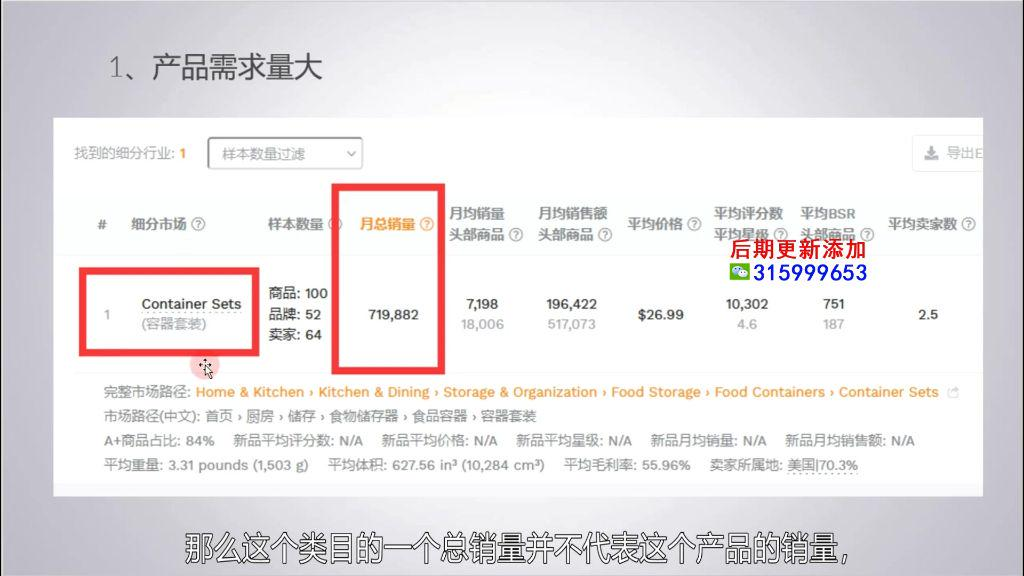 1、产品需求量大
找到的细分行业: 1
样本数量过滤
导出E
# 细分市场 样本数量 月总销量 月均销量 月均销售额 平均价格 平均评分数 平均BSR 平均卖家数
头部商品 头部商品 平均星级 头部商品
后期更新添加
315999653
商品: 100
1 Container Sets 品牌: 52 719,882 7,198 196,422 $26.99 10,302 751 2.5
(容器套装) 卖家: 64 18,006 517,073 4.6 187
完整市场路径: Home & Kitchen › Kitchen & Dining › Storage & Organization › Food Storage › Food Containers › Container Sets
市场路径(中文): 首页 › 厨房 › 储存 › 食物储存器 › 食品容器 › 容器套装
A+商品占比: 84% 新品平均评分数: N/A 新品平均价格: N/A 新品平均星级: N/A 新品月均销量: N/A 新品月均销售额: N/A
平均重量: 3.31 pounds (1,503 g) 平均体积: 627.56 in³ (10,284 cm³) 平均毛利率: 55.96% 卖家所属地: 美国|70.3%
那么这个类目的一个总销量并不代表这个产品的销量,